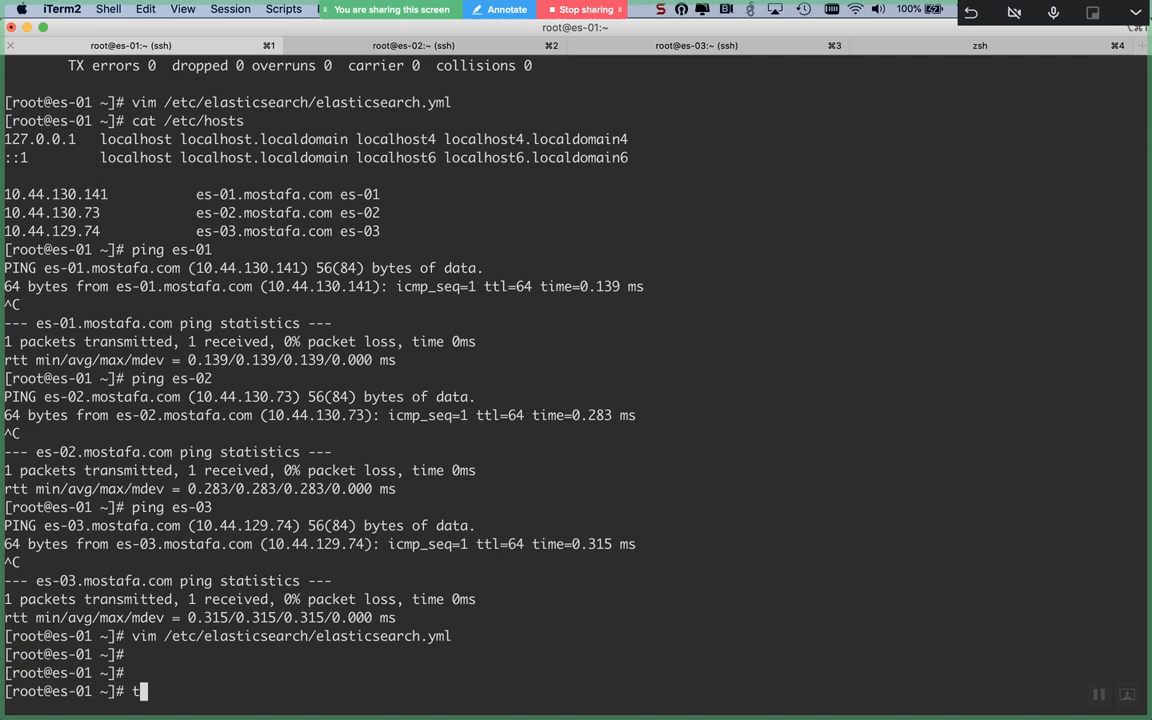 iTerm2 Shell Edit View Session Scripts You are sharing this screen Annotate Stop sharing 100%
root@es-01:~ (ssh)
root@es-01:~ (ssh) ⌘1 root@es-02:~ (ssh) ⌘2 root@es-03:~ (ssh) ⌘3 zsh ⌘4
TX errors 0 dropped 0 overruns 0 carrier 0 collisions 0
[root@es-01 ~]# vim /etc/elasticsearch/elasticsearch.yml
[root@es-01 ~]# cat /etc/hosts
127.0.0.1 localhost localhost.localdomain localhost4 localhost4.localdomain4
::1 localhost localhost.localdomain localhost6 localhost6.localdomain6
10.44.130.141 es-01.mostafa.com es-01
10.44.130.73 es-02.mostafa.com es-02
10.44.129.74 es-03.mostafa.com es-03
[root@es-01 ~]# ping es-01
PING es-01.mostafa.com (10.44.130.141) 56(84) bytes of data.
64 bytes from es-01.mostafa.com (10.44.130.141): icmp_seq=1 ttl=64 time=0.139 ms
^C
--- es-01.mostafa.com ping statistics ---
1 packets transmitted, 1 received, 0% packet loss, time 0ms
rtt min/avg/max/mdev = 0.139/0.139/0.139/0.000 ms
[root@es-01 ~]# ping es-02
PING es-02.mostafa.com (10.44.130.73) 56(84) bytes of data.
64 bytes from es-02.mostafa.com (10.44.130.73): icmp_seq=1 ttl=64 time=0.283 ms
^C
--- es-02.mostafa.com ping statistics ---
1 packets transmitted, 1 received, 0% packet loss, time 0ms
rtt min/avg/max/mdev = 0.283/0.283/0.283/0.000 ms
[root@es-01 ~]# ping es-03
PING es-03.mostafa.com (10.44.129.74) 56(84) bytes of data.
64 bytes from es-03.mostafa.com (10.44.129.74): icmp_seq=1 ttl=64 time=0.315 ms
^C
--- es-03.mostafa.com ping statistics ---
1 packets transmitted, 1 received, 0% packet loss, time 0ms
rtt min/avg/max/mdev = 0.315/0.315/0.315/0.000 ms
[root@es-01 ~]# vim /etc/elasticsearch/elasticsearch.yml
[root@es-01 ~]#
[root@es-01 ~]#
[root@es-01 ~]# t